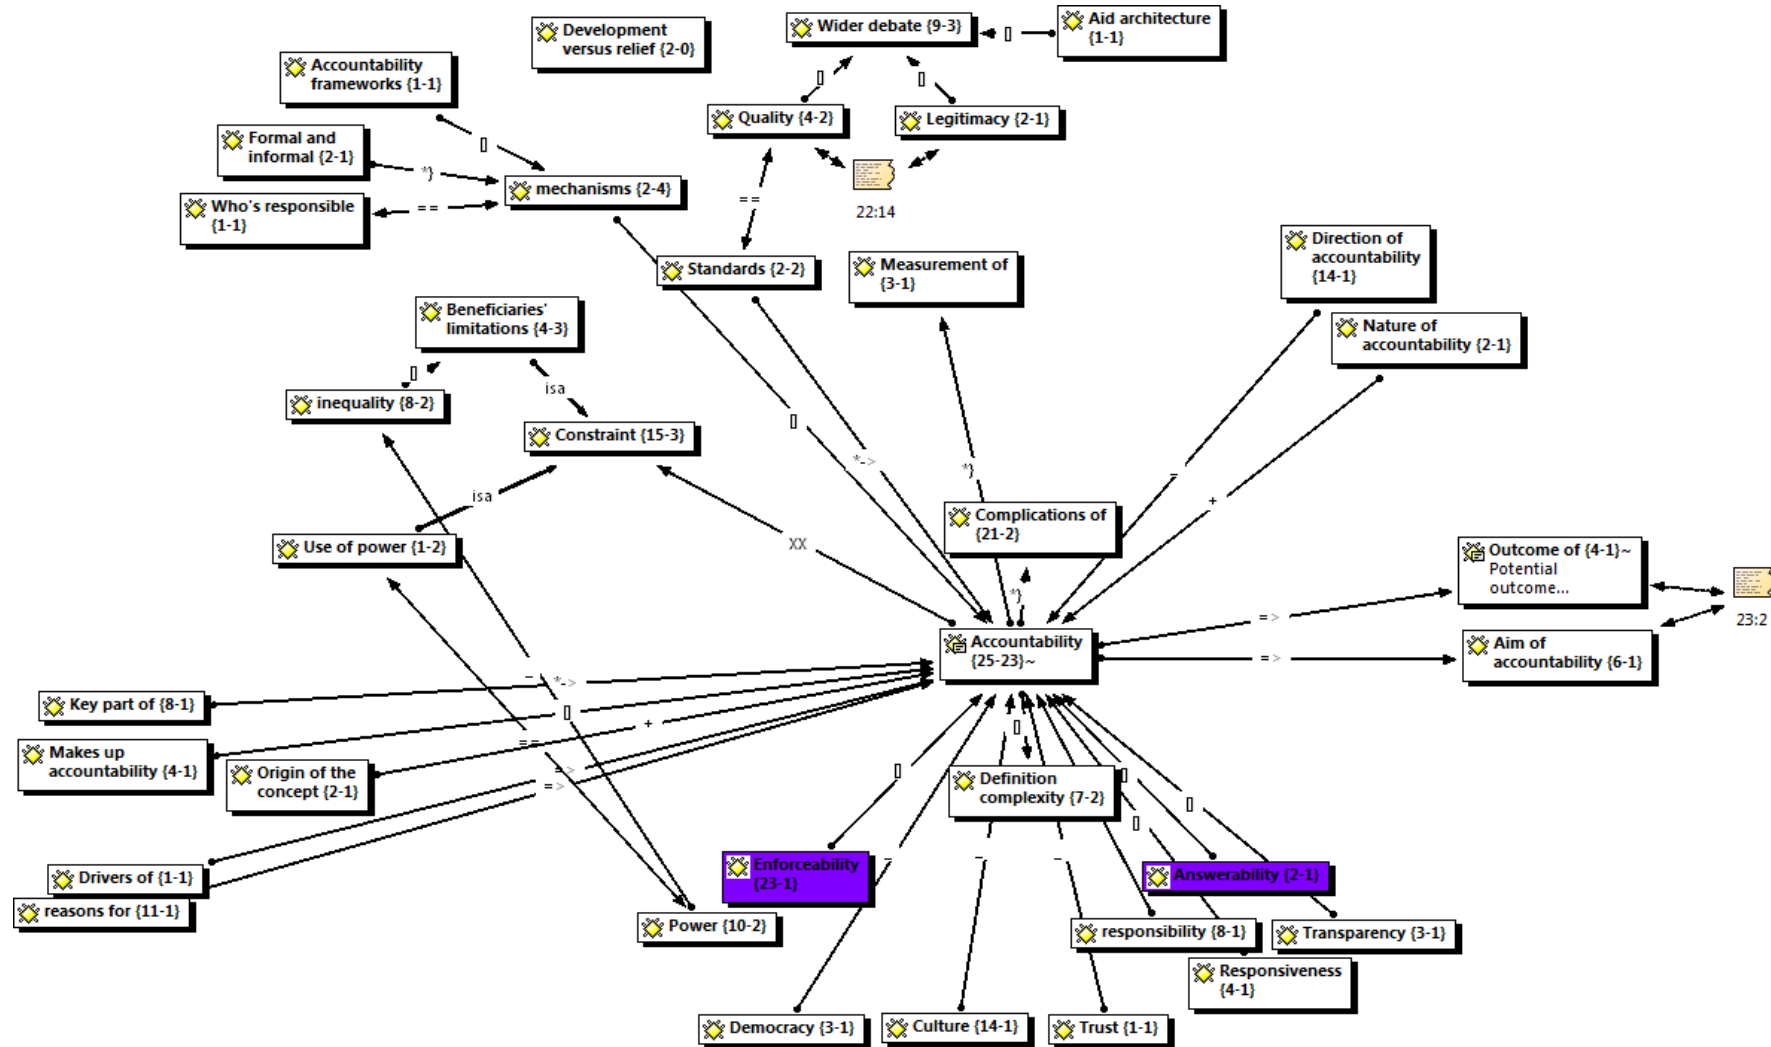 Development
versus relief {2-0}
Wider debate {9-3}
Aid architecture
{1-1}
[]
Accountability
frameworks {1-1}
[]
[]
Quality {4-2}
Legitimacy {2-1}
Formal and
informal {2-1}
[]
*}
mechanisms {2-4}
22:14
Who's responsible
{1-1}
==
==
Standards {2-2}
Measurement of
{3-1}
Direction of
accountability
{14-1}
Beneficiaries'
limitations {4-3}
Nature of
accountability {2-1}
[]
isa
inequality {8-2}
[]
Constraint {15-3}
*->
*}
=
isa
+
Complications of
{21-2}
Use of power {1-2}
XX
Outcome of {4-1}~
Potential
outcome...
*}
=>
23:2
Accountability
{25-23}~
=>
Aim of
accountability {6-1}
=
*->
Key part of {8-1}
[]
+
[]
Makes up
accountability {4-1}
==
Origin of the
concept {2-1}
=>
=>
[]
Definition
complexity {7-2}
[]
[]
[]
Enforceability
{23-1}
=
=
=
Answerability {2-1}
Drivers of {1-1}
reasons for {11-1}
Power {10-2}
responsibility {8-1}
Transparency {3-1}
Responsiveness
{4-1}
Democracy {3-1}
Culture {14-1}
Trust {1-1}